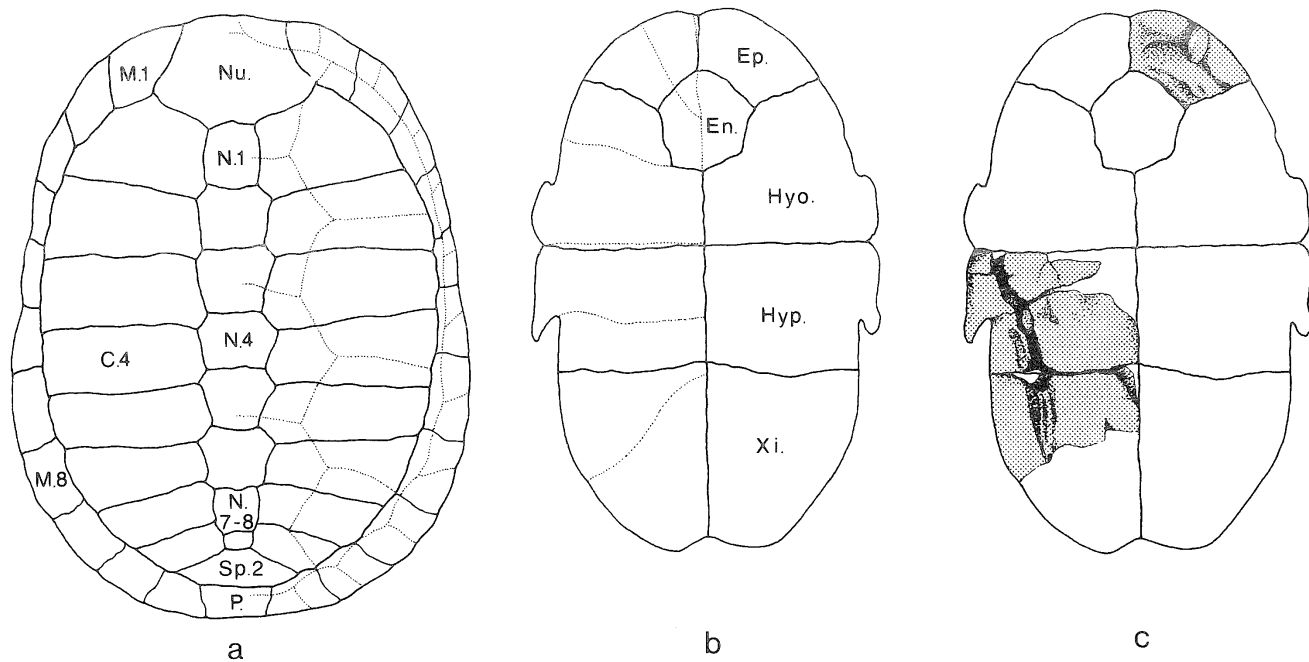 M.1
Nu.
N.1
N.4
C.4
M.8
N.
7-8
Sp.2
P.
a
Ep.
En.
Hyo.
Hyp.
Xi.
b
c